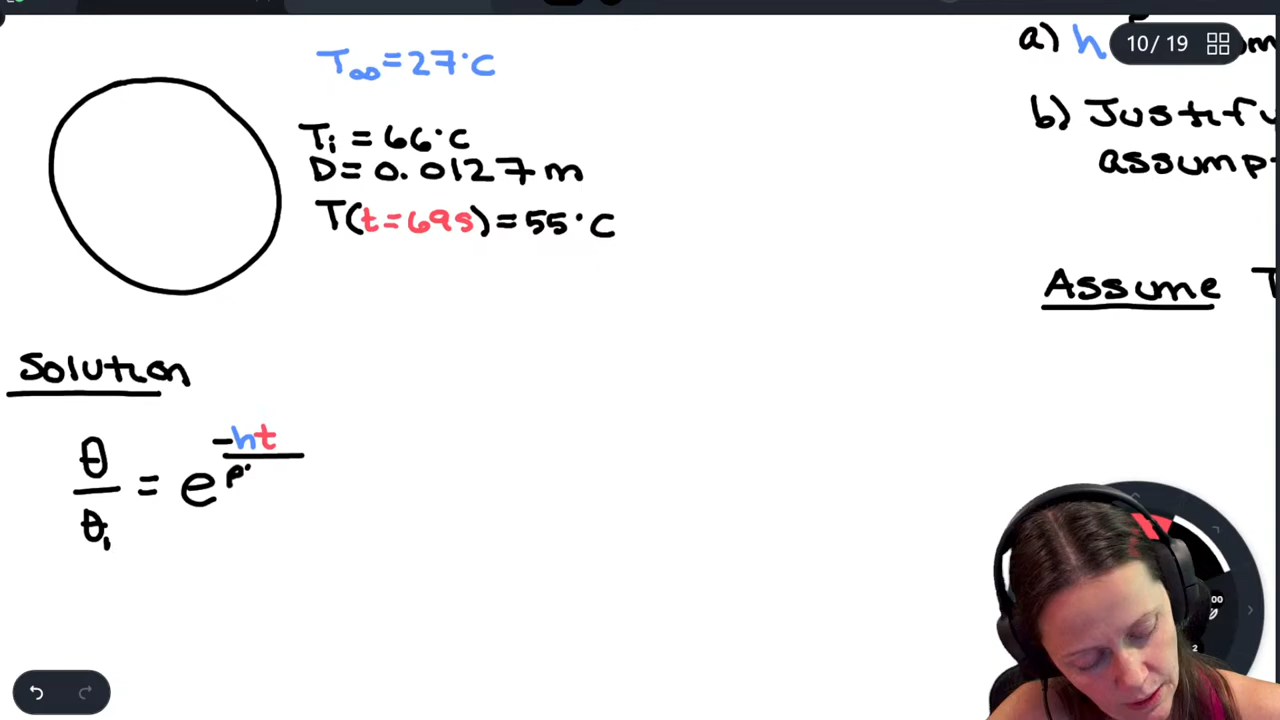 10/19
T∞=27°C
a) h
Ti = 66°C
D= 0.0127 m
T(t=69s)=55°C
b) Justif
assump
Assume
Solution
θ/θi = e^(-ht/ρ